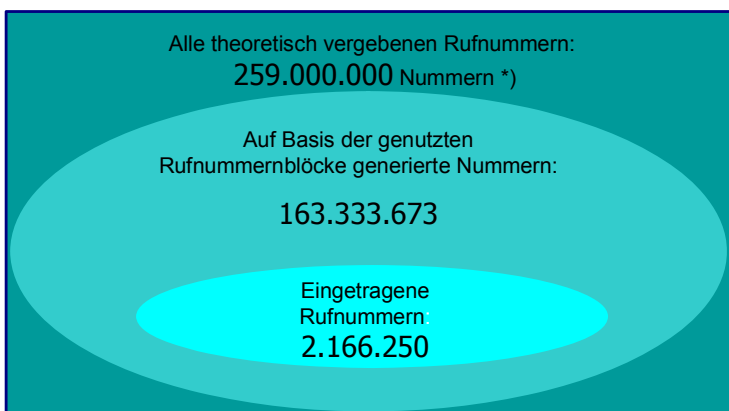 Alle theoretisch vergebenen Rufnummern:
259.000.000 Nummern *)
Auf Basis der genutzten
Rufnummernblöcke generierte Nummern:
163.333.673
Eingetragene
Rufnummern:
2.166.250